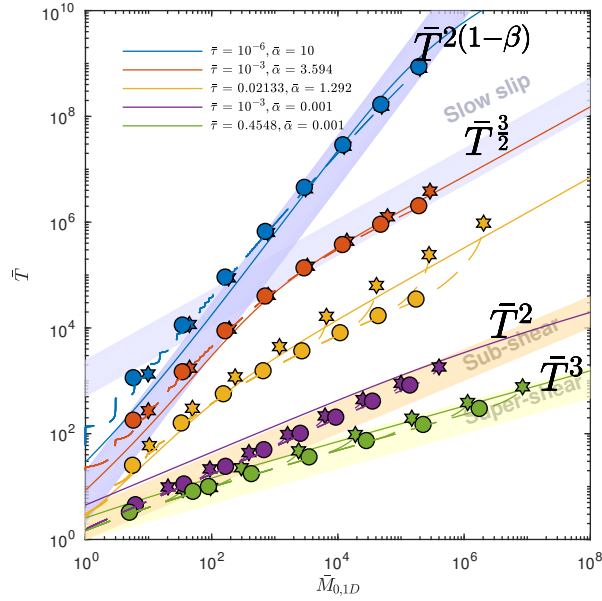 10^10
10^8
10^6
10^4
10^2
10^0
T̄
τ̄ = 10^-6, ᾱ = 10
τ̄ = 10^-3, ᾱ = 3.594
τ̄ = 0.02133, ᾱ = 1.292
τ̄ = 10^-3, ᾱ = 0.001
τ̄ = 0.4548, ᾱ = 0.001
T̄^2(1−β)
Slow slip
T̄^3/2
T̄^2
Sub-shear
T̄^3
Super-shear
10^0 10^2 10^4 10^6 10^8
M̄_0,1D